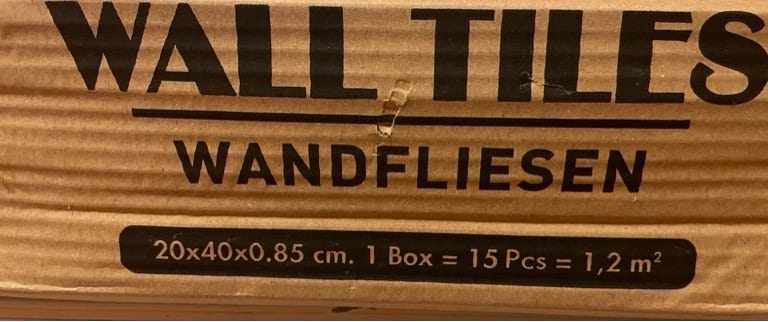 WALL TILES
WANDFLIESEN
20x40x0.85 cm. 1 Box = 15 Pcs = 1,2 m²